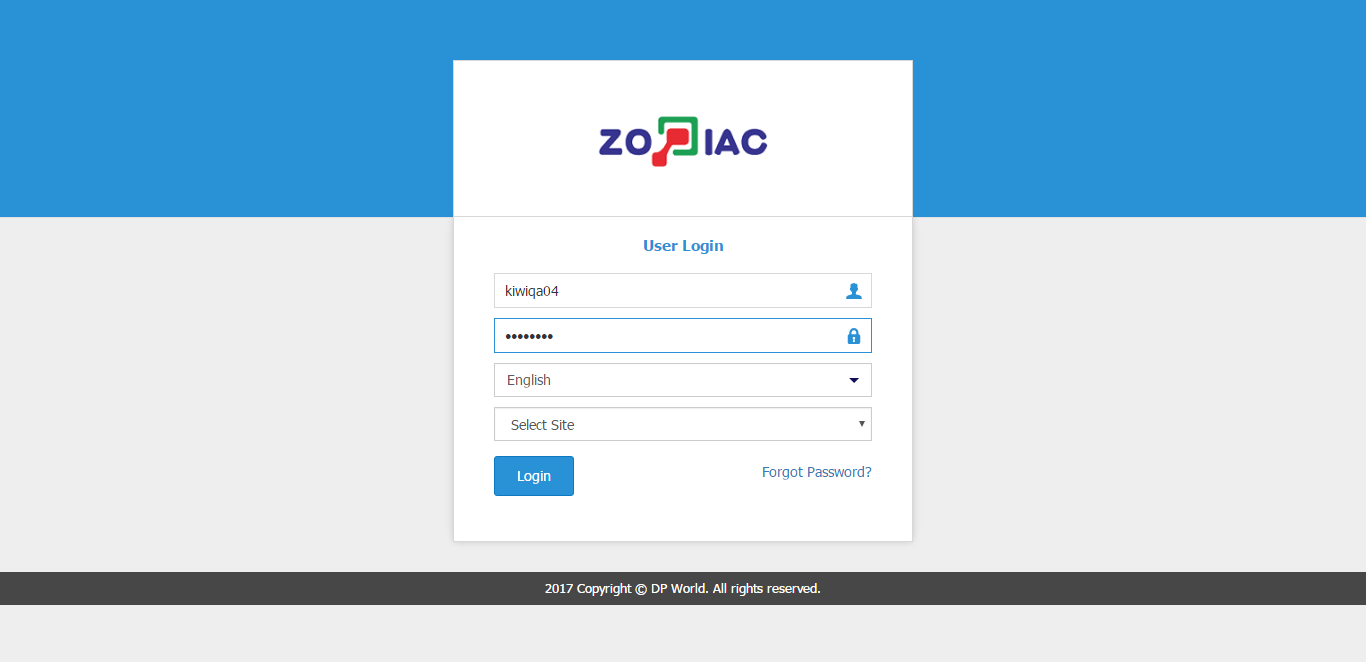 ZODIAC
User Login
kiwiqa04
••••••••
English
Select Site
Login
Forgot Password?
2017 Copyright © DP World. All rights reserved.